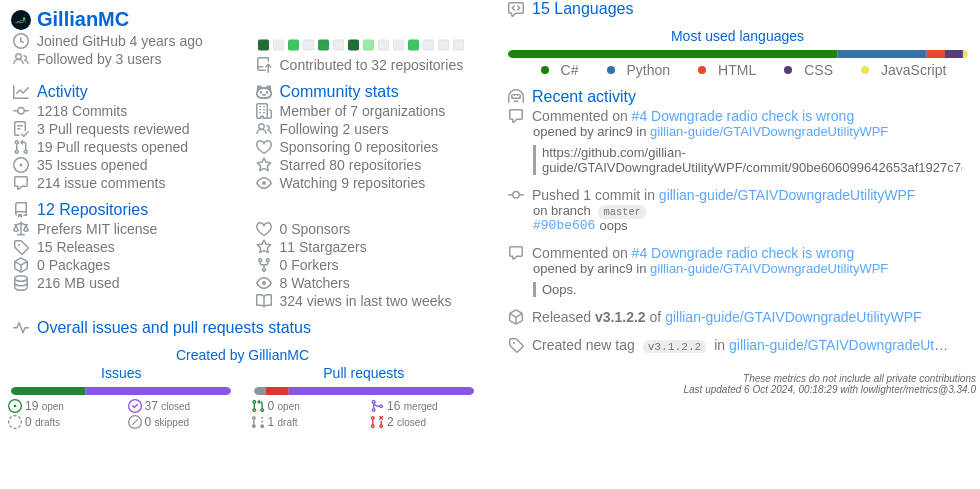 GillianMC
Joined GitHub 4 years ago
Followed by 3 users
Contributed to 32 repositories
Activity
1218 Commits
3 Pull requests reviewed
19 Pull requests opened
35 Issues opened
214 issue comments
Community stats
Member of 7 organizations
Following 2 users
Sponsoring 0 repositories
Starred 80 repositories
Watching 9 repositories
12 Repositories
Prefers MIT license
15 Releases
0 Packages
216 MB used
0 Sponsors
11 Stargazers
0 Forkers
8 Watchers
324 views in last two weeks
Overall issues and pull requests status
Created by GillianMC
Issues
19 open
37 closed
0 drafts
0 skipped
Pull requests
0 open
16 merged
1 draft
2 closed
15 Languages
Most used languages
C# Python HTML CSS JavaScript
Recent activity
Commented on #4 Downgrade radio check is wrong
opened by arinc9 in gillian-guide/GTAIVDowngradeUtilityWPF
https://github.com/gillian-
guide/GTAIVDowngradeUtilityWPF/commit/90be606099642653af1927c7
Pushed 1 commit in gillian-guide/GTAIVDowngradeUtilityWPF
on branch master
#90be606 oops
Commented on #4 Downgrade radio check is wrong
opened by arinc9 in gillian-guide/GTAIVDowngradeUtilityWPF
Oops.
Released v3.1.2.2 of gillian-guide/GTAIVDowngradeUtilityWPF
Created new tag v3.1.2.2 in gillian-guide/GTAIVDowngradeUt…
These metrics do not include all private contributions
Last updated 6 Oct 2024, 00:18:29 with lowlighter/metrics@3.34.0